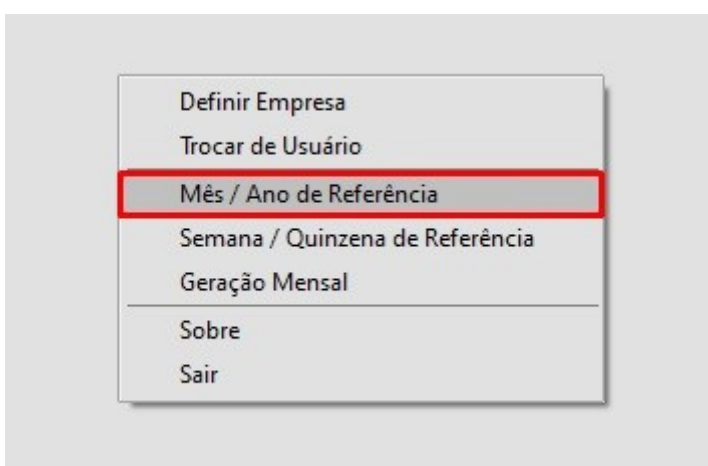 Definir Empresa
Trocar de Usuário
Mês / Ano de Referência
Semana / Quinzena de Referência
Geração Mensal
Sobre
Sair